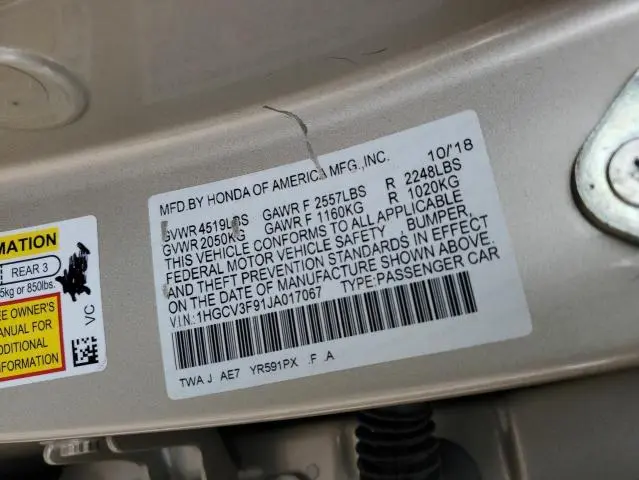 MFD BY HONDA OF AMERICA MFG.,INC. 10/'18
GVWR 4519LBS GAWR F 2557LBS R 2248LBS
GVWR 2050KG GAWR F 1160KG R 1020KG
THIS VEHICLE CONFORMS TO ALL APPLICABLE
FEDERAL MOTOR VEHICLE SAFETY , BUMPER,
AND THEFT PREVENTION STANDARDS IN EFFECT
ON THE DATE OF MANUFACTURE SHOWN ABOVE.
V.I.N.:1HGCV3F91JA017067 TYPE:PASSENGER CAR
TWA J AE7 YR591PX F A
MATION
REAR 3
5kg or 850lbs.
EE OWNER'S
ANUAL FOR
DDITIONAL
FORMATION
VC